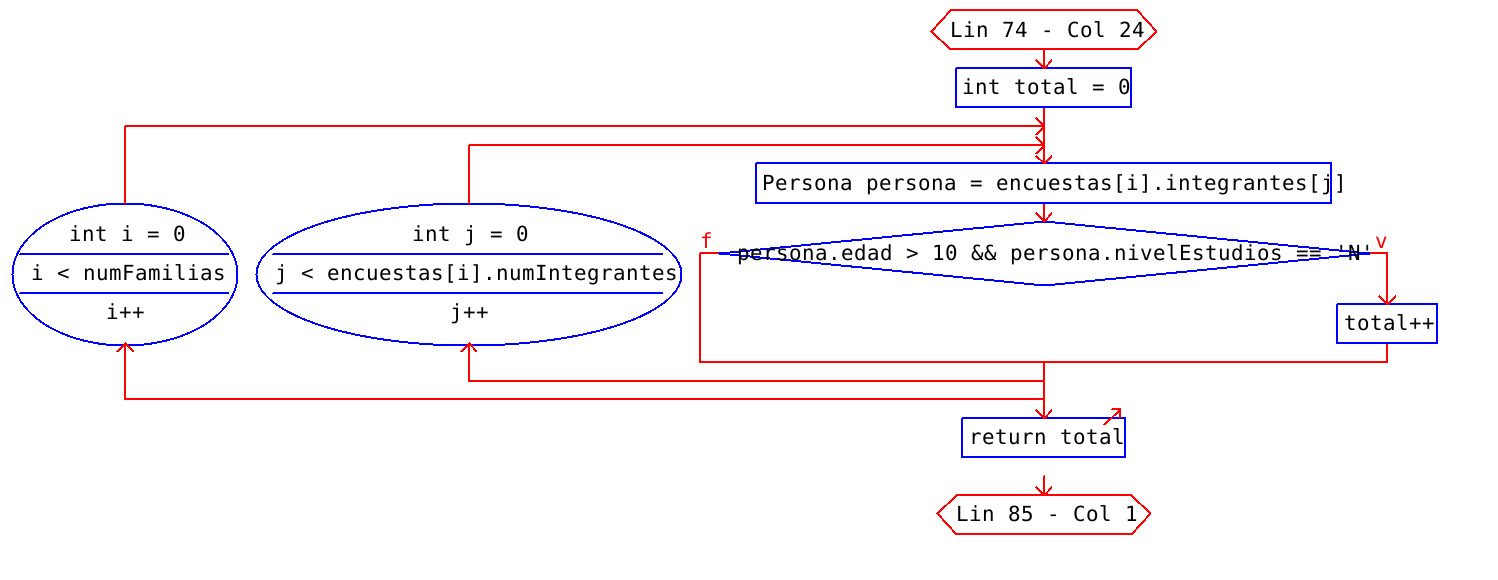 Lin 74 - Col 24
int total = 0
Persona persona = encuestas[i].integrantes[j]
int i = 0
i < numFamilias
i++
int j = 0
j < encuestas[i].numIntegrantes
j++
f
persona.edad > 10 && persona.nivelEstudios == 'N'
v
total++
return total
Lin 85 - Col 1